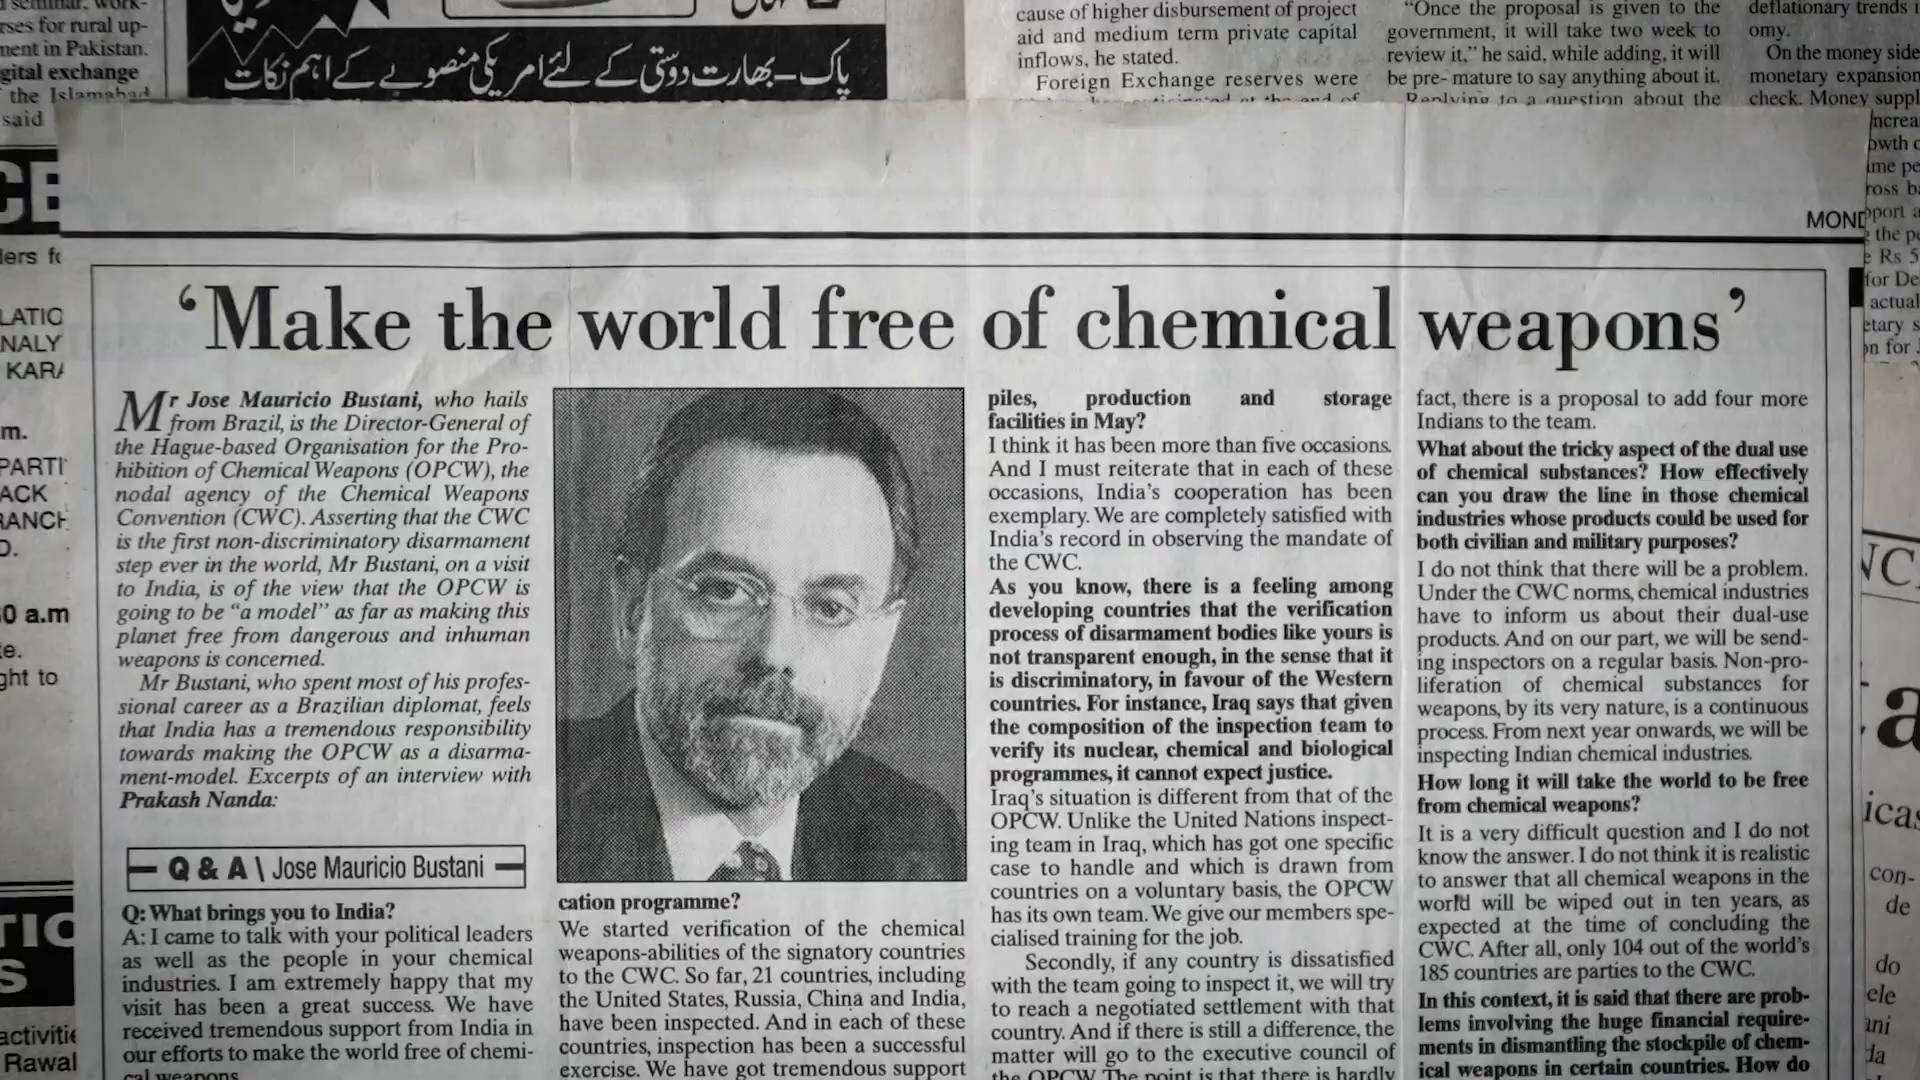 rses for rural up-
ment in Pakistan.
gital exchange
the Islamabad
said
پاک-بھارت دوستی کے لئے امریکی منصوبے کے اہم نکات
cause of higher disbursement of project
aid and medium term private capital
inflows, he stated.
Foreign Exchange reserves were
"Once the proposal is given to the
government, it will take two week to
review it," he said, while adding, it will
be pre- mature to say anything about it.
Replying to a question about the
deflationary trends i
omy.
On the money side
monetary expansion
check. Money suppl
MOND
'Make the world free of chemical weapons'
Mr Jose Mauricio Bustani, who hails
from Brazil, is the Director-General of
the Hague-based Organisation for the Pro-
hibition of Chemical Weapons (OPCW), the
nodal agency of the Chemical Weapons
Convention (CWC). Asserting that the CWC
is the first non-discriminatory disarmament
step ever in the world, Mr Bustani, on a visit
to India, is of the view that the OPCW is
going to be "a model" as far as making this
planet free from dangerous and inhuman
weapons is concerned.
Mr Bustani, who spent most of his profes-
sional career as a Brazilian diplomat, feels
that India has a tremendous responsibility
towards making the OPCW as a disarma-
ment-model. Excerpts of an interview with
Prakash Nanda:
Q & A \ Jose Mauricio Bustani
Q: What brings you to India?
A: I came to talk with your political leaders
as well as the people in your chemical
industries. I am extremely happy that my
visit has been a great success. We have
received tremendous support from India in
our efforts to make the world free of chemi-
cal weapons
cation programme?
We started verification of the chemical
weapons-abilities of the signatory countries
to the CWC. So far, 21 countries, including
the United States, Russia, China and India,
have been inspected. And in each of these
countries, inspection has been a successful
exercise. We have got tremendous support
piles, production and storage
facilities in May?
I think it has been more than five occasions.
And I must reiterate that in each of these
occasions, India's cooperation has been
exemplary. We are completely satisfied with
India's record in observing the mandate of
the CWC.
As you know, there is a feeling among
developing countries that the verification
process of disarmament bodies like yours is
not transparent enough, in the sense that it
is discriminatory, in favour of the Western
countries. For instance, Iraq says that given
the composition of the inspection team to
verify its nuclear, chemical and biological
programmes, it cannot expect justice.
Iraq's situation is different from that of the
OPCW. Unlike the United Nations inspect-
ing team in Iraq, which has got one specific
case to handle and which is drawn from
countries on a voluntary basis, the OPCW
has its own team. We give our members spe-
cialised training for the job.
Secondly, if any country is dissatisfied
with the team going to inspect it, we will try
to reach a negotiated settlement with that
country. And if there is still a difference, the
matter will go to the executive council of
the OPCW. The point is that there is hardly
fact, there is a proposal to add four more
Indians to the team.
What about the tricky aspect of the dual use
of chemical substances? How effectively
can you draw the line in those chemical
industries whose products could be used for
both civilian and military purposes?
I do not think that there will be a problem.
Under the CWC norms, chemical industries
have to inform us about their dual-use
products. And on our part, we will be send-
ing inspectors on a regular basis. Non-pro-
liferation of chemical substances for
weapons, by its very nature, is a continuous
process. From next year onwards, we will be
inspecting Indian chemical industries.
How long it will take the world to be free
from chemical weapons?
It is a very difficult question and I do not
know the answer. I do not think it is realistic
to answer that all chemical weapons in the
world will be wiped out in ten years, as
expected at the time of concluding the
CWC. After all, only 104 out of the world's
185 countries are parties to the CWC.
In this context, it is said that there are prob-
lems involving the huge financial require-
ments in dismantling the stockpile of chem-
ical weapons in certain countries. How do